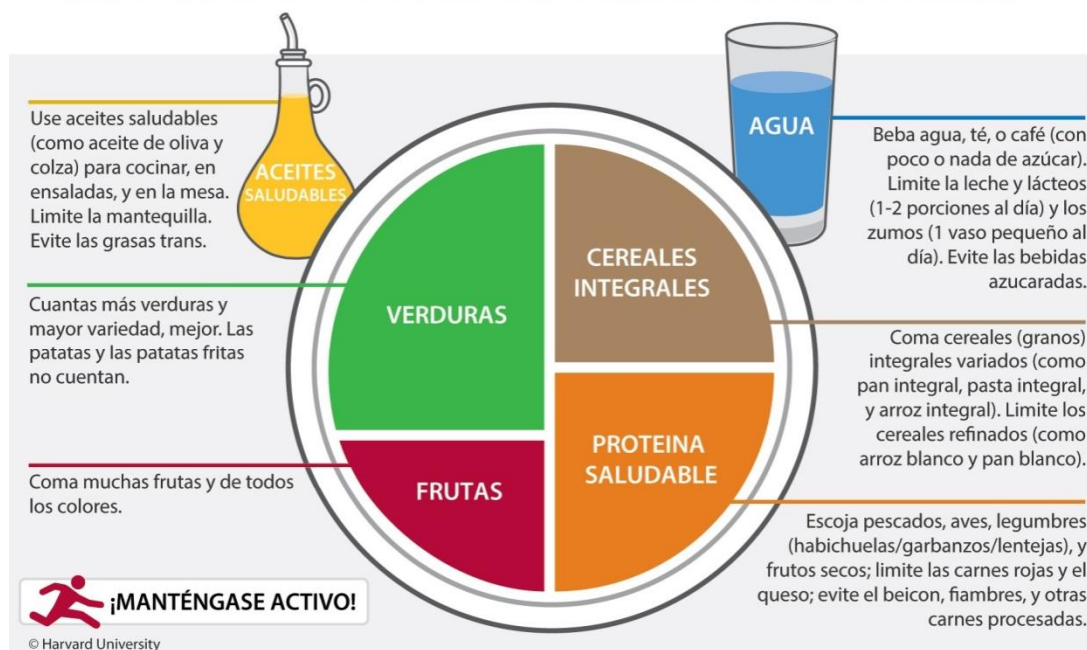 Use aceites saludables
(como aceite de oliva y
colza) para cocinar, en
ensaladas, y en la mesa.
Limite la mantequilla.
Evite las grasas trans.
ACEITES
SALUDABLES
AGUA
Beba agua, té, o café (con
poco o nada de azúcar).
Limite la leche y lácteos
(1-2 porciones al día) y los
zumos (1 vaso pequeño al
día). Evite las bebidas
azucaradas.
Cuantas más verduras y
mayor variedad, mejor. Las
patatas y las patatas fritas
no cuentan.
VERDURAS
CEREALES
INTEGRALES
Coma cereales (granos)
integrales variados (como
pan integral, pasta integral,
y arroz integral). Limite los
cereales refinados (como
arroz blanco y pan blanco).
Coma muchas frutas y de todos
los colores.
FRUTAS
PROTEINA
SALUDABLE
Escoja pescados, aves, legumbres
(habichuelas/garbanzos/lentejas), y
frutos secos; limite las carnes rojas y el
queso; evite el beicon, fiambres, y otras
carnes procesadas.
¡MANTÉNGASE ACTIVO!
© Harvard University